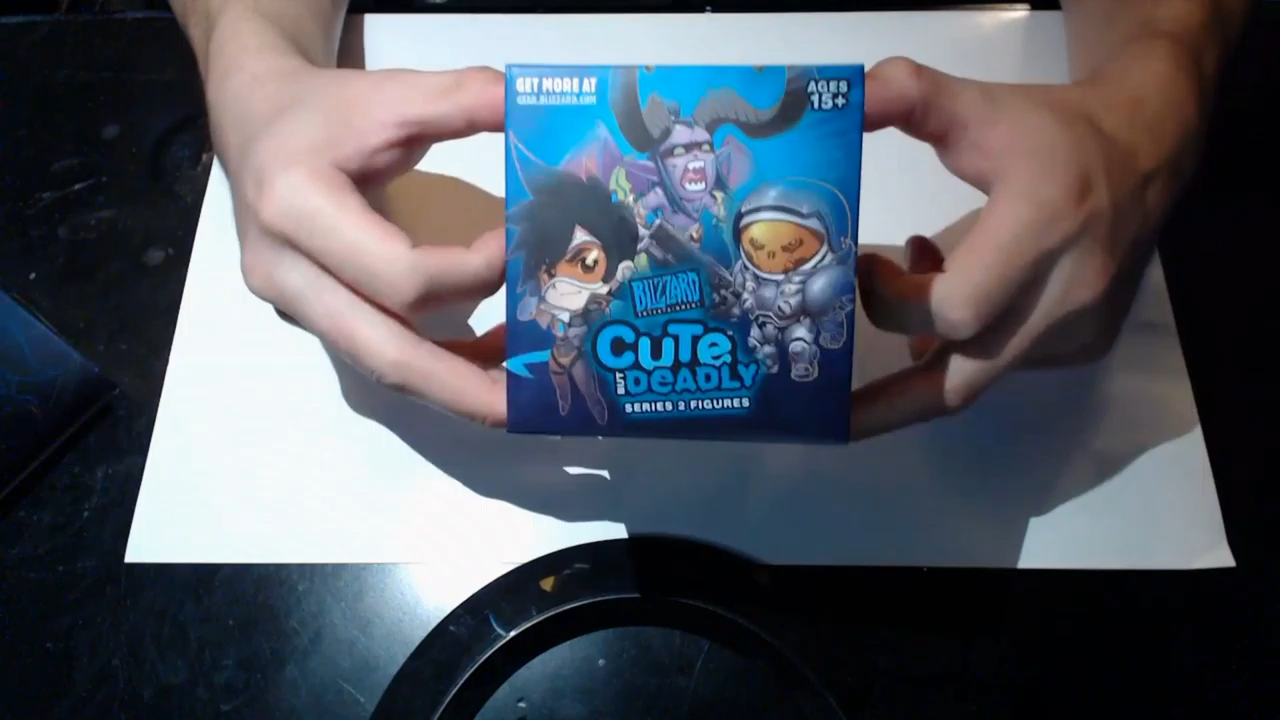 GET MORE AT
GEAR.BLIZZARD.COM
AGES
15+
BLIZZARD
ENTERTAINMENT
CUTE
BUT DEADLY
SERIES 2 FIGURES